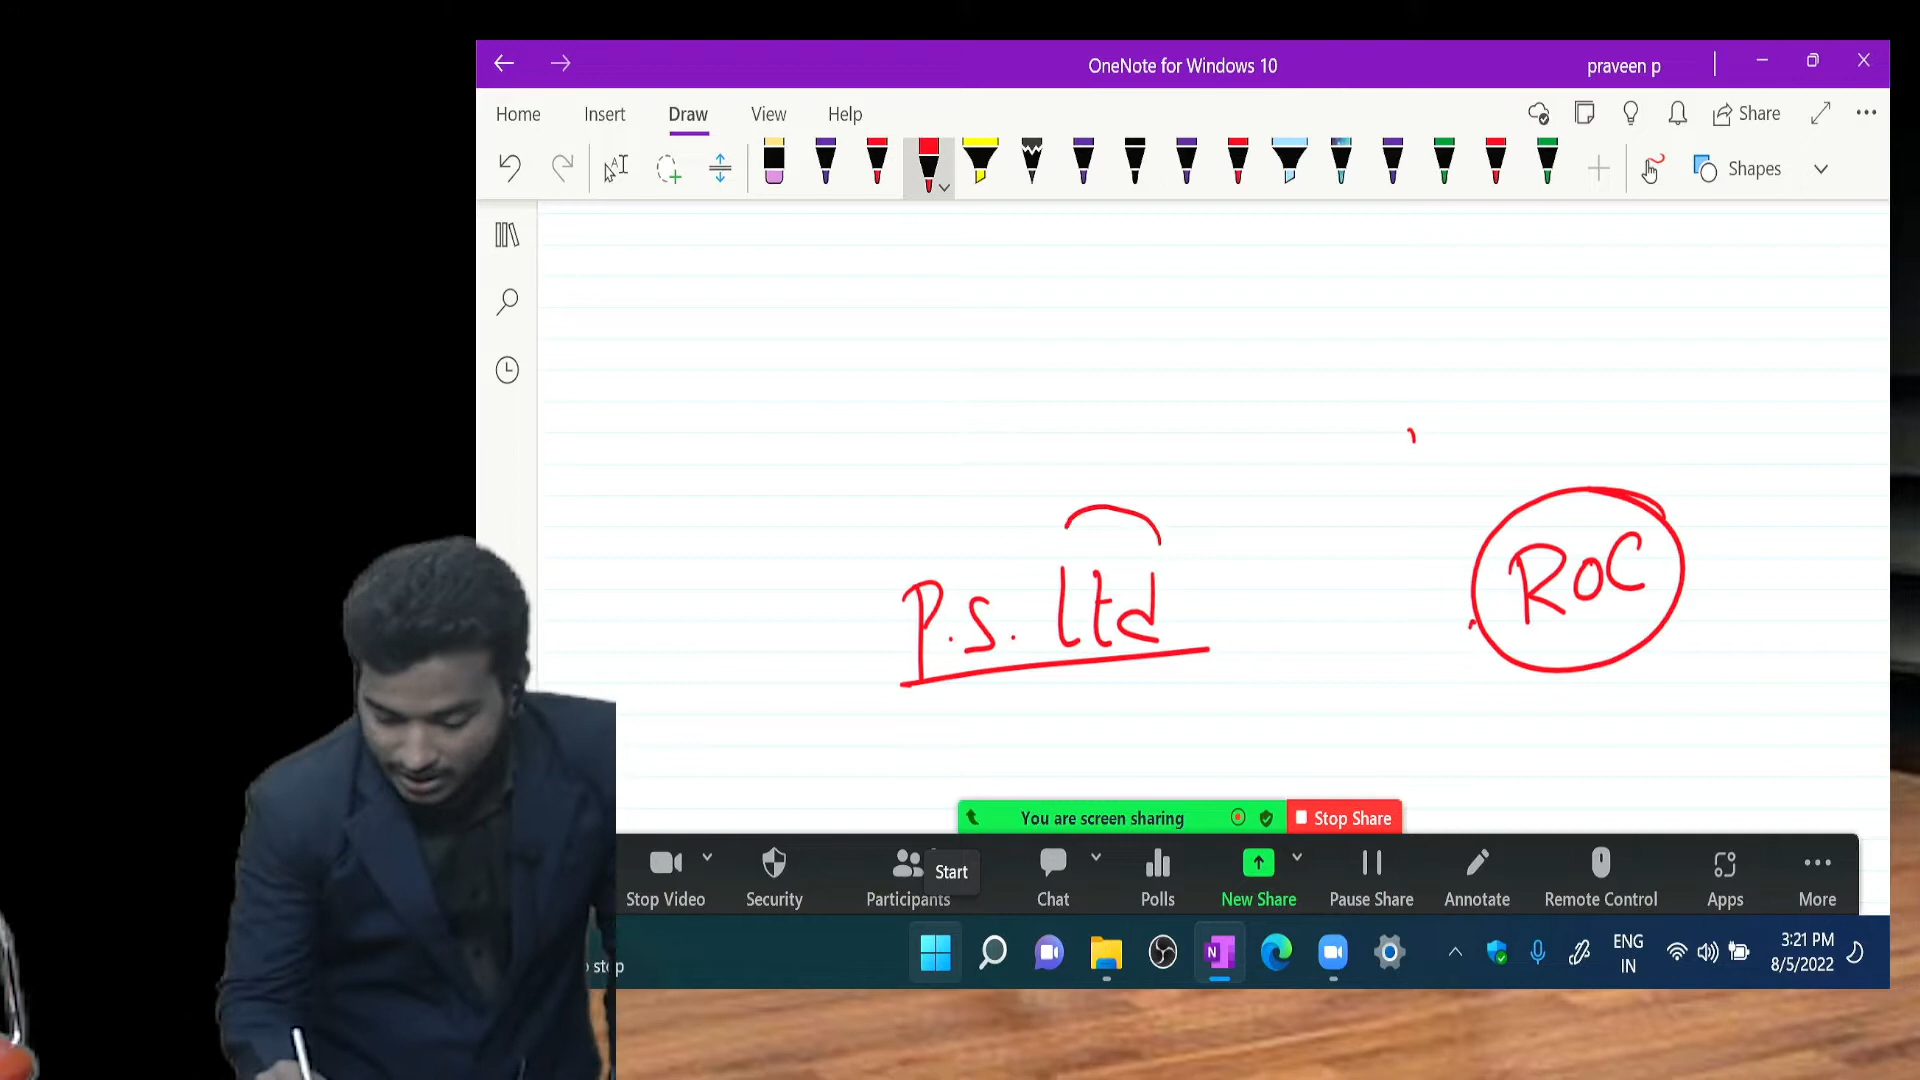 OneNote for Windows 10
praveen p
Home Insert Draw View Help
Share
Shapes
P.S. Ltd
ROC
You are screen sharing
Stop Share
Start
Stop Video Security Participants Chat Polls New Share Pause Share Annotate Remote Control Apps More
stop
ENG
IN
3:21 PM
8/5/2022